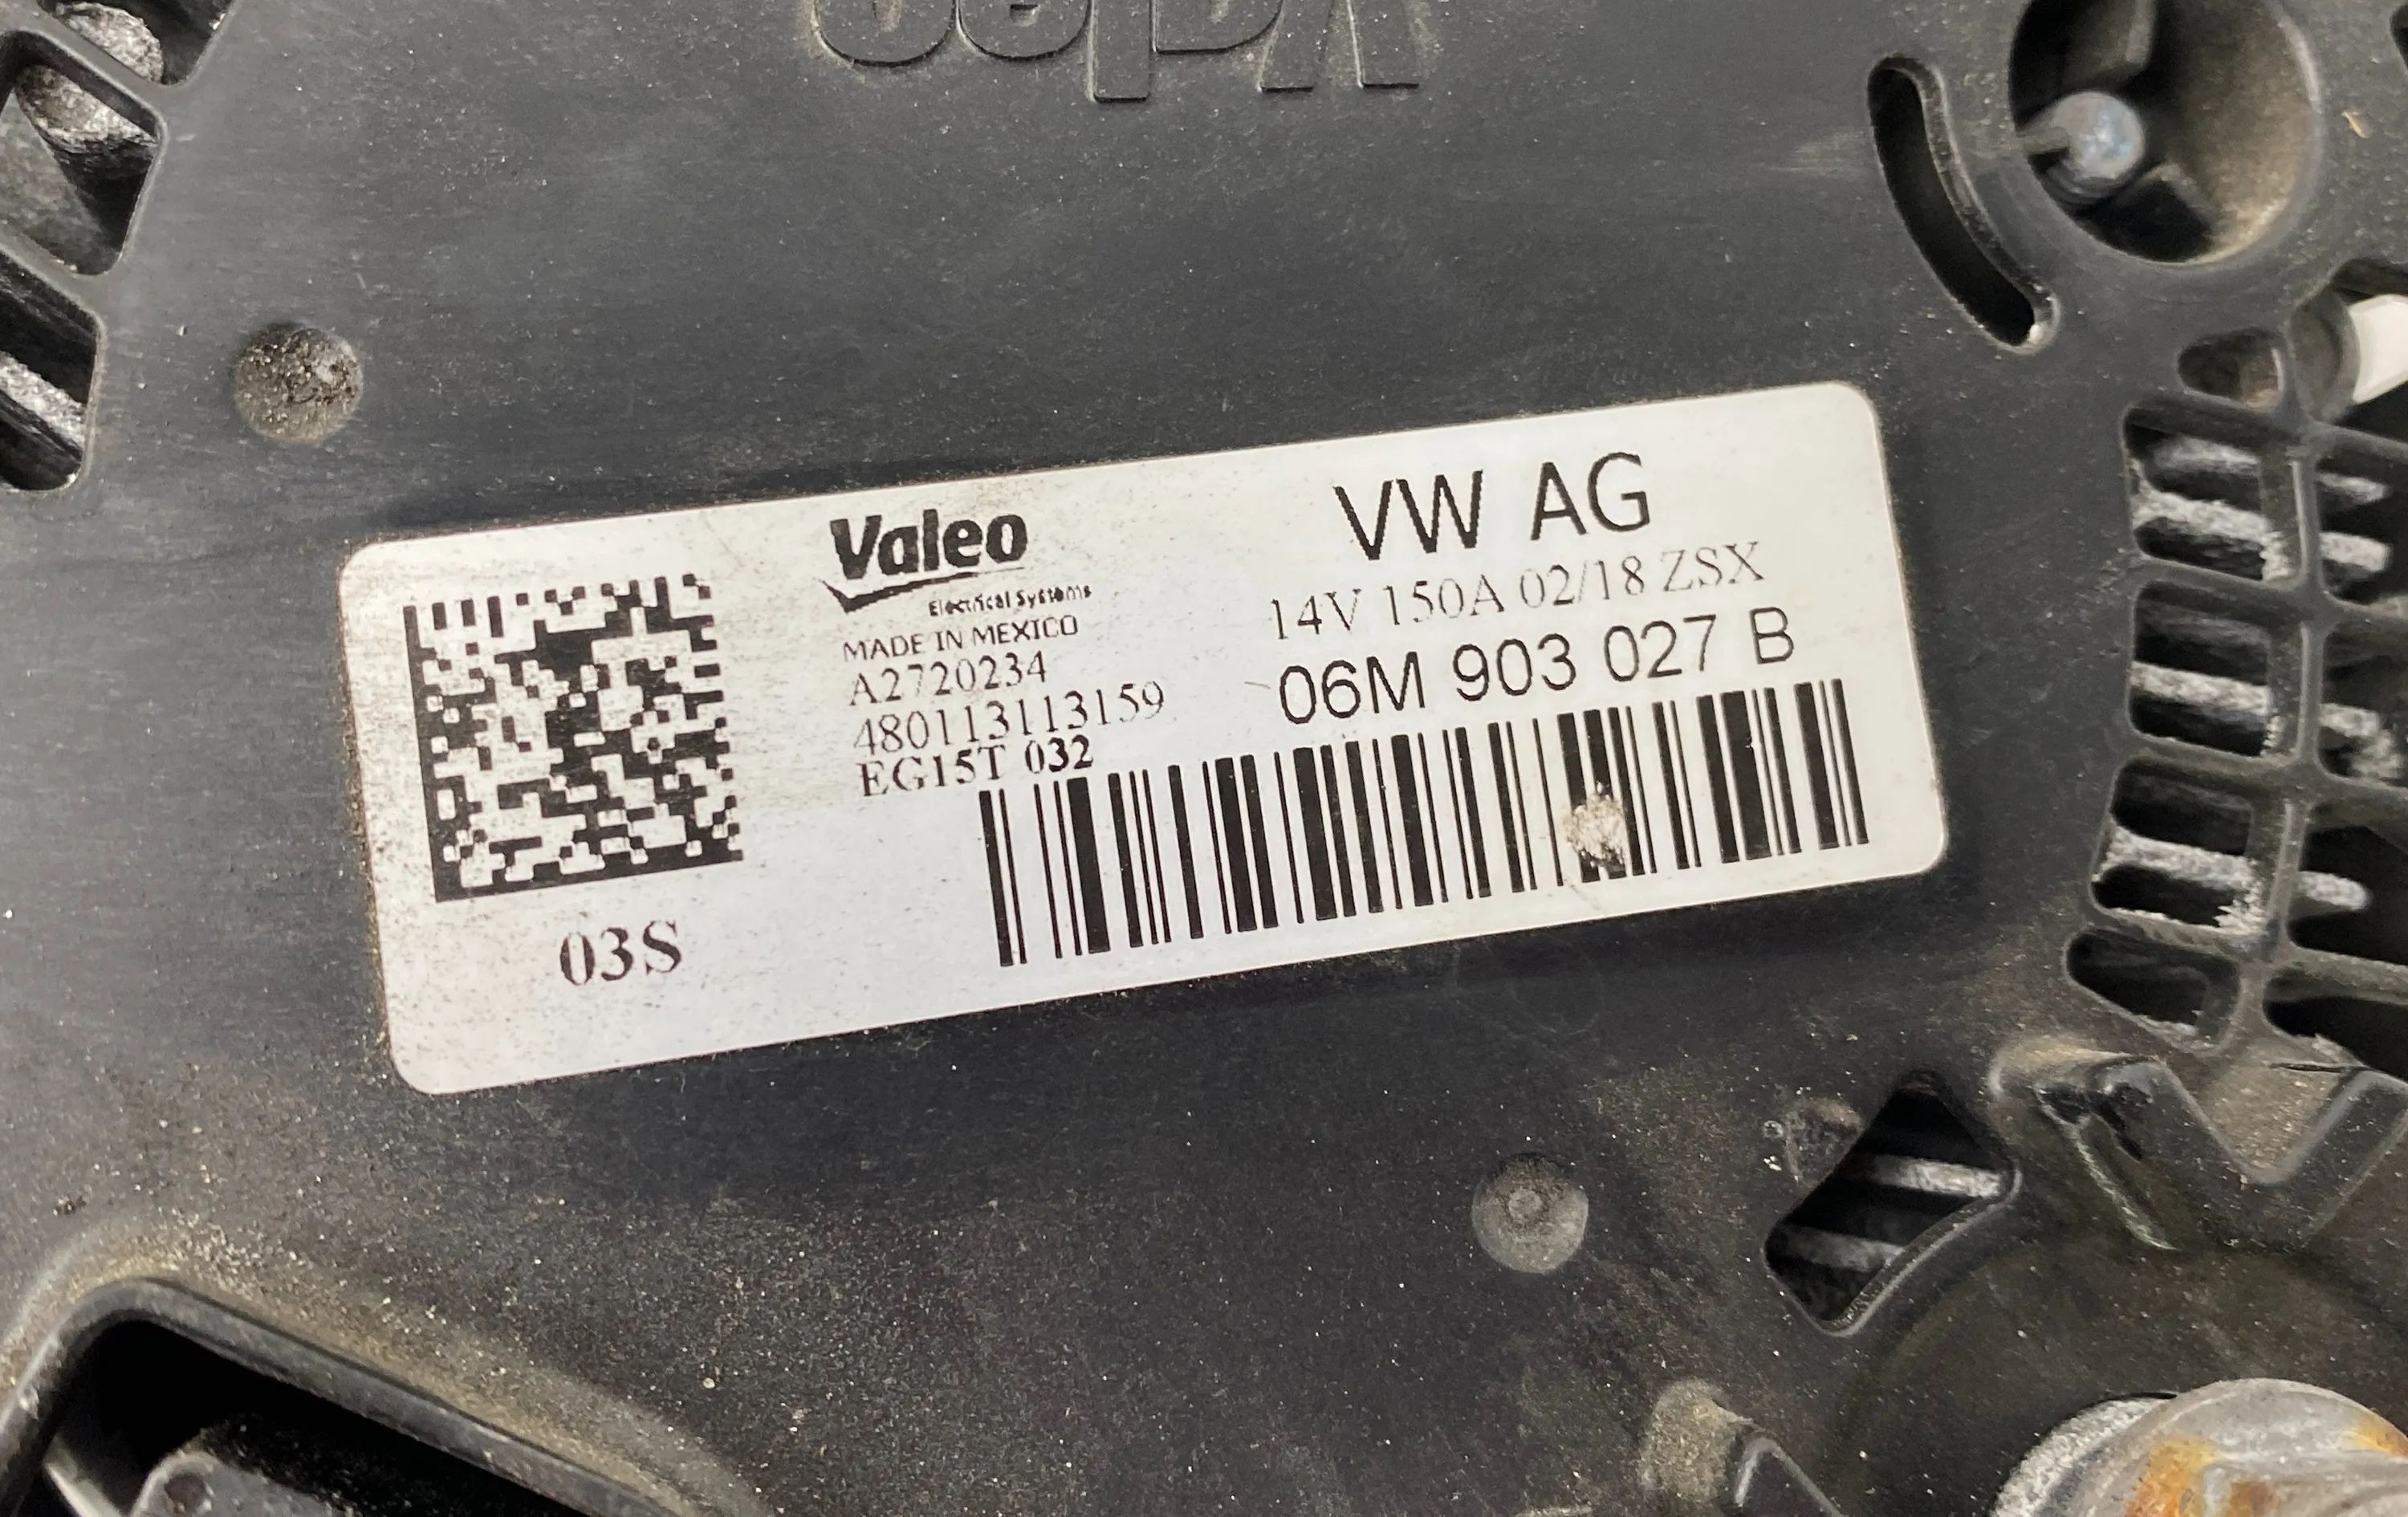 Valeo
Valeo
Electrical Systems
MADE IN MEXICO
A2720234
480113113159
EG15T 032
VW AG
14V 150A 02/18 ZSX
06M 903 027 B
03S